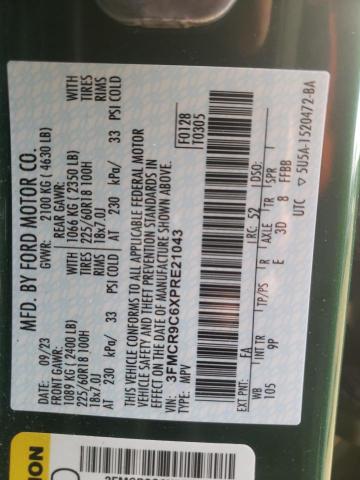 MFD. BY FORD MOTOR CO.
DATE: 09/23 GVWR: 2100 KG ( 4630 LB)
FRONT GAWR: REAR GAWR:
1089 KG ( 2400 LB) 1066 KG ( 2350 LB)
225/60R18 100H TIRES 225/60R18 100H TIRES
18x7.0J RIMS 18x7.0J RIMS
AT 230 kPa/ 33 PSI COLD AT 230 kPa/ 33 PSI COLD
THIS VEHICLE CONFORMS TO ALL APPLICABLE FEDERAL MOTOR
VEHICLE SAFETY AND THEFT PREVENTION STANDARDS IN
EFFECT ON THE DATE OF MANUFACTURE SHOWN ABOVE.
3FMCR9C6XPRE21043 F0128
MPV T0305
EXT PNT: FA RC: 52 DSO:
WB INT TR TP/PS R AXLE TR SPR
105 9P E 3D 8 FFBB
UTC 5U5A-1520472-BA